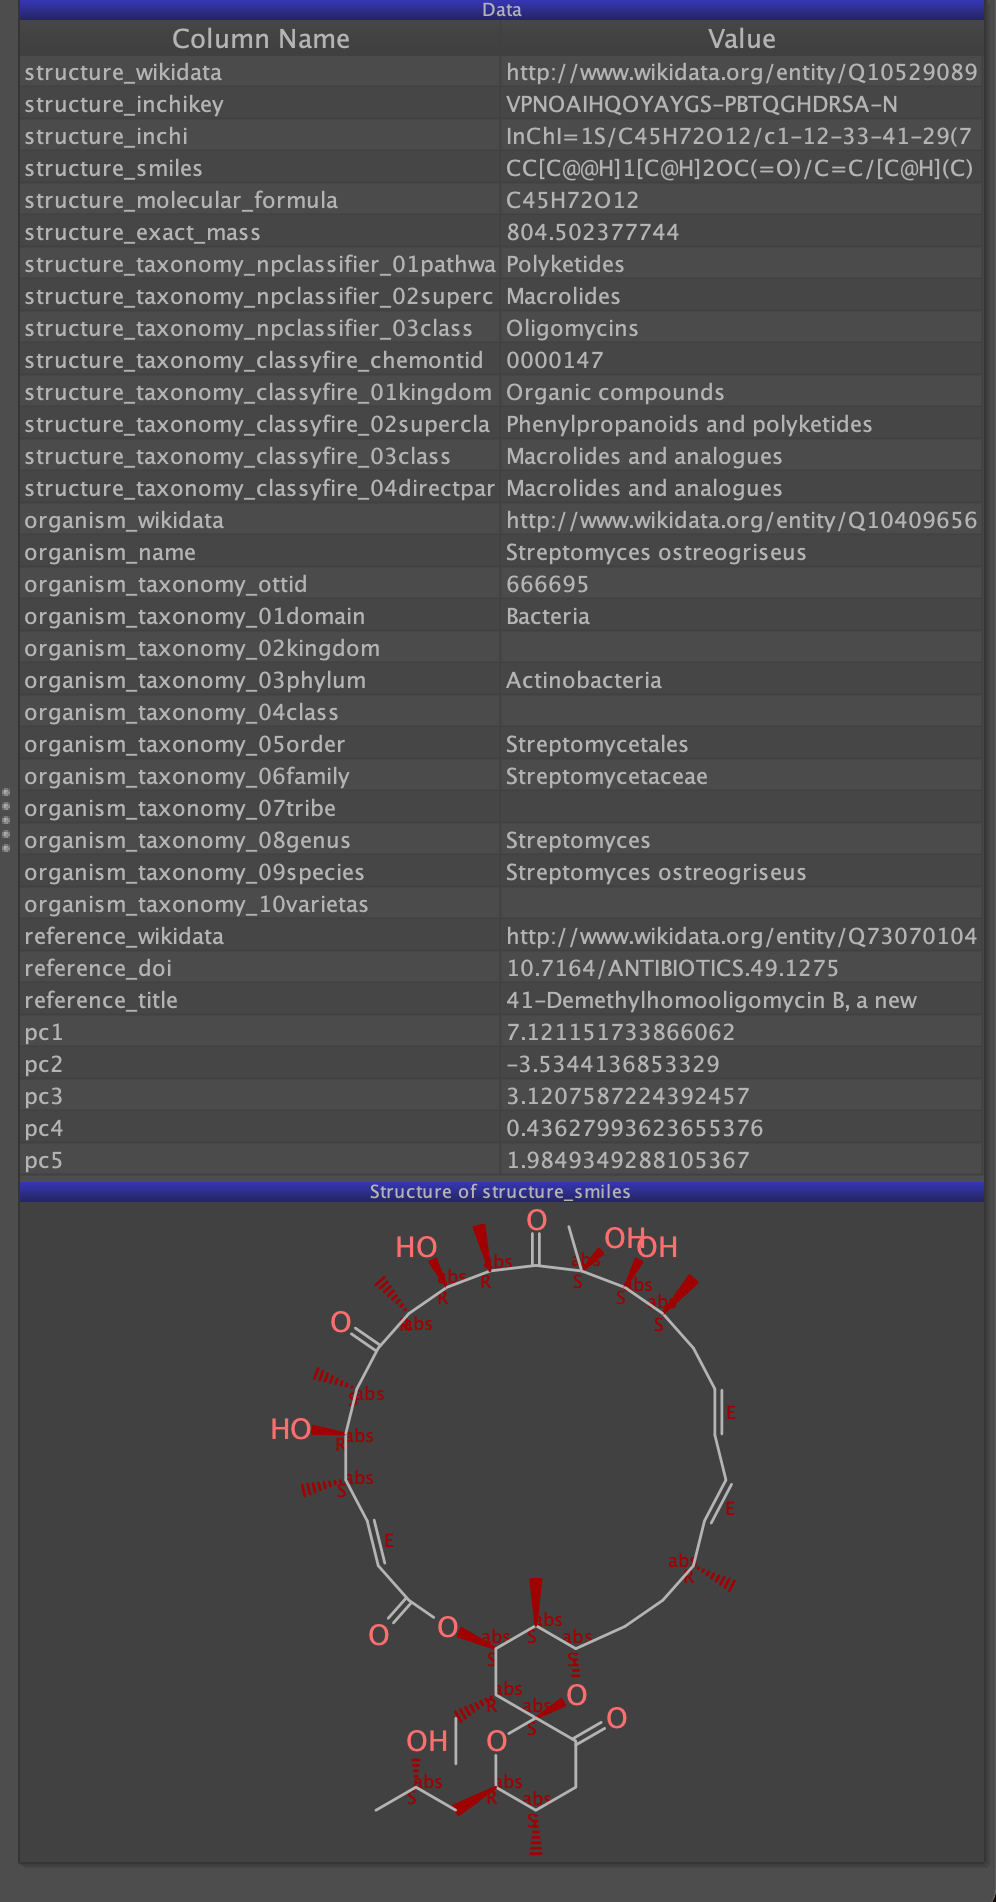 Data
Column Name Value
structure_wikidata http://www.wikidata.org/entity/Q10529089
structure_inchikey VPNOAIHQOYAYGS-PBTQGHDRSA-N
structure_inchi InChI=1S/C45H72O12/c1-12-33-41-29(7
structure_smiles CC[C@@H]1[C@H]2OC(=O)/C=C/[C@H](C)
structure_molecular_formula C45H72O12
structure_exact_mass 804.502377744
structure_taxonomy_npclassifier_01pathwa Polyketides
structure_taxonomy_npclassifier_02superc Macrolides
structure_taxonomy_npclassifier_03class Oligomycins
structure_taxonomy_classyfire_chemontid 0000147
structure_taxonomy_classyfire_01kingdom Organic compounds
structure_taxonomy_classyfire_02supercla Phenylpropanoids and polyketides
structure_taxonomy_classyfire_03class Macrolides and analogues
structure_taxonomy_classyfire_04directpar Macrolides and analogues
organism_wikidata http://www.wikidata.org/entity/Q10409656
organism_name Streptomyces ostreogriseus
organism_taxonomy_ottid 666695
organism_taxonomy_01domain Bacteria
organism_taxonomy_02kingdom
organism_taxonomy_03phylum Actinobacteria
organism_taxonomy_04class
organism_taxonomy_05order Streptomycetales
organism_taxonomy_06family Streptomycetaceae
organism_taxonomy_07tribe
organism_taxonomy_08genus Streptomyces
organism_taxonomy_09species Streptomyces ostreogriseus
organism_taxonomy_10varietas
reference_wikidata http://www.wikidata.org/entity/Q73070104
reference_doi 10.7164/ANTIBIOTICS.49.1275
reference_title 41-Demethylhomooligomycin B, a new
pc1 7.121151733866062
pc2 -3.5344136853329
pc3 3.1207587224392457
pc4 0.43627993623655376
pc5 1.9849349288105367
Structure of structure_smiles
O
HO OH OH
abs abs abs abs abs
R R S S S
O abs
abs
HO abs
R
abs
S
E
E
E
abs
R
O O
abs abs abs
S S S
abs abs O
R S
O
OH O
abs abs abs
S R S